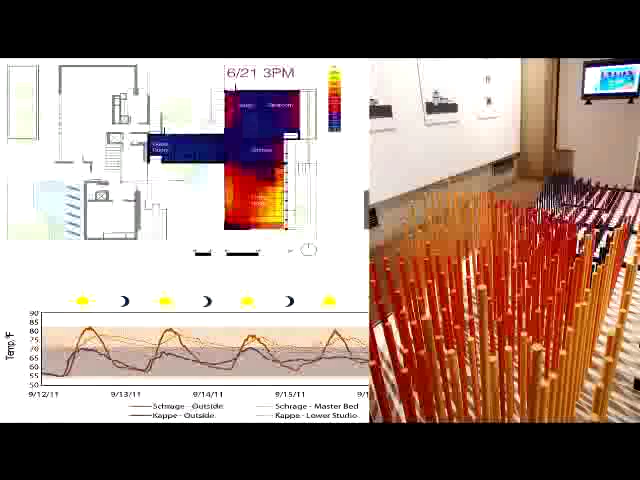 6/21 3PM
90
85
80
75
70
65
60
55
50
Temp, °F
9/12/11
9/13/11
9/14/11
9/15/11
Schrage - Outside
Schrage - Master Bed
Kappe - Outside
Kappe - Lower Studio